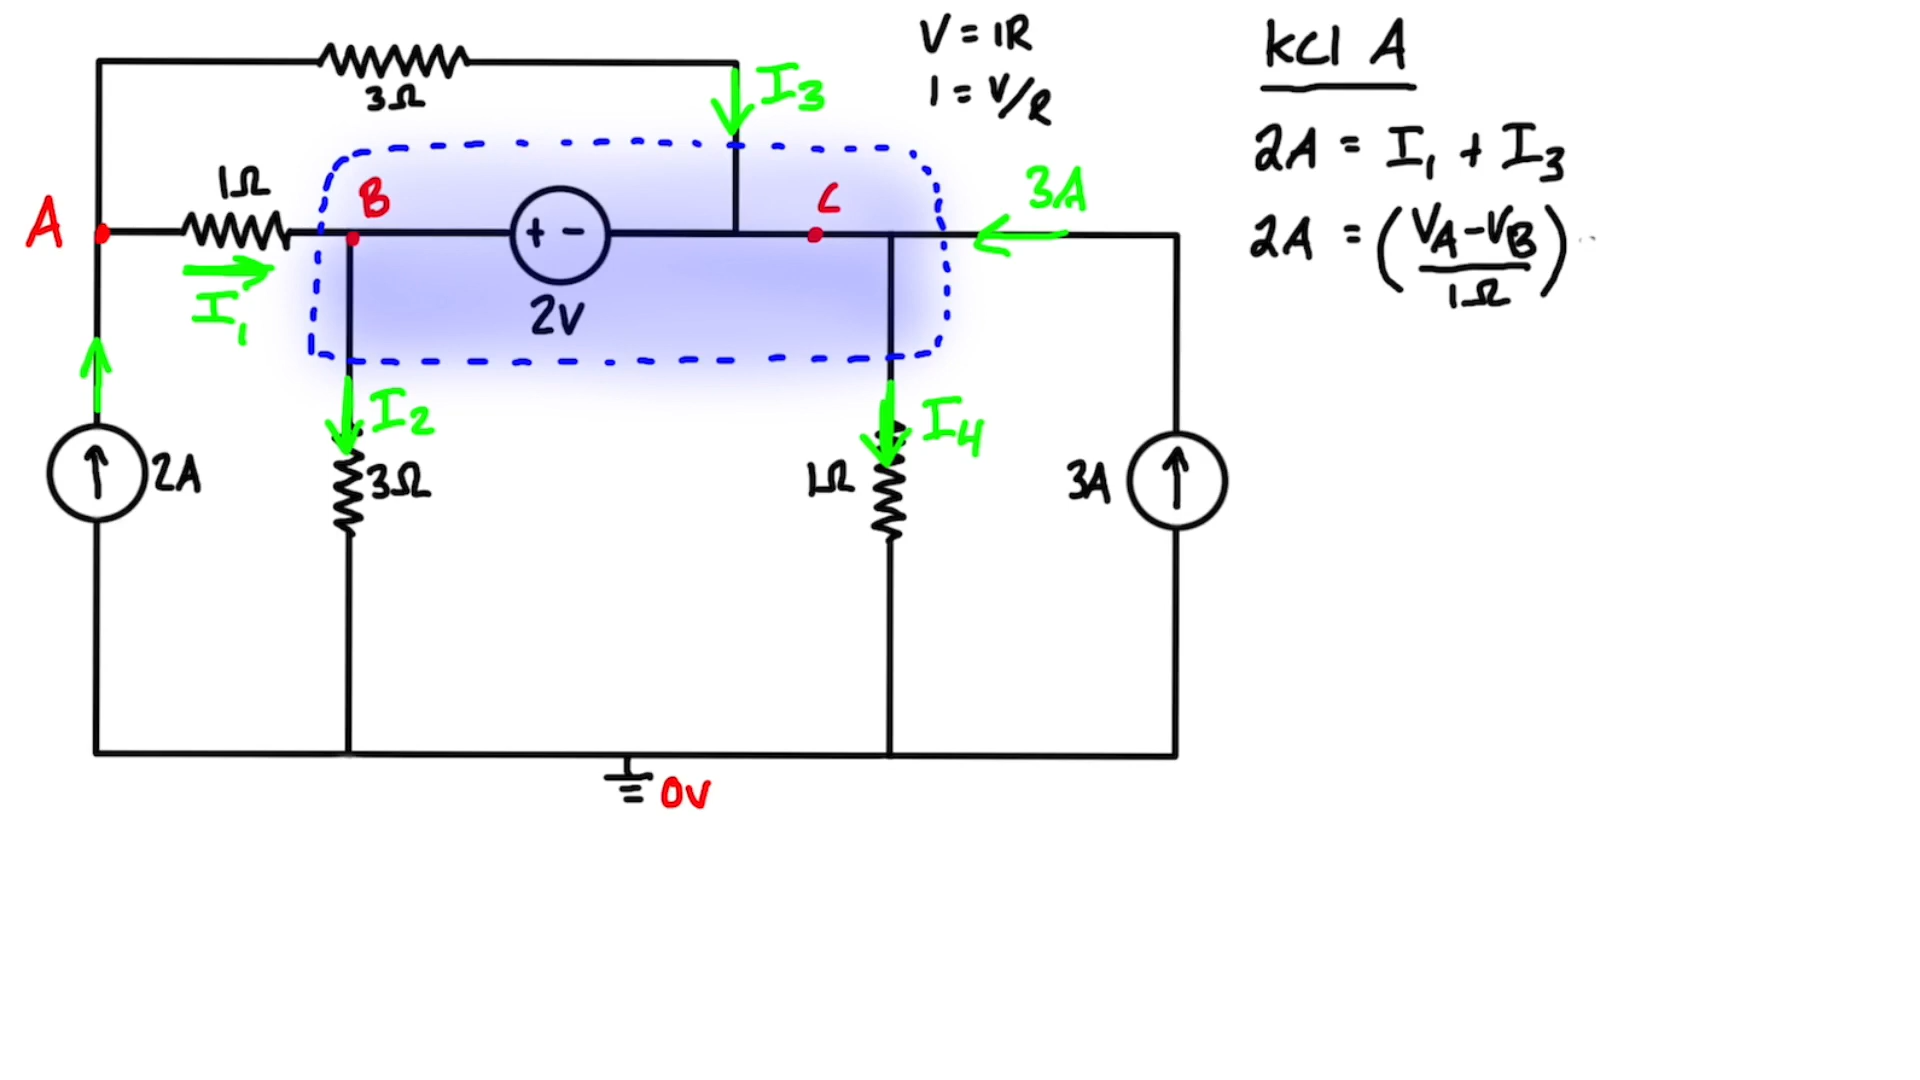 3Ω
I3
V = IR
I = V/R
kcl A
2A = I1 + I3
2A = (VA-VB/1Ω)
A
1Ω
I1
B
+ -
2V
C
3A
2A
I2
3Ω
1Ω
I4
3A
0V